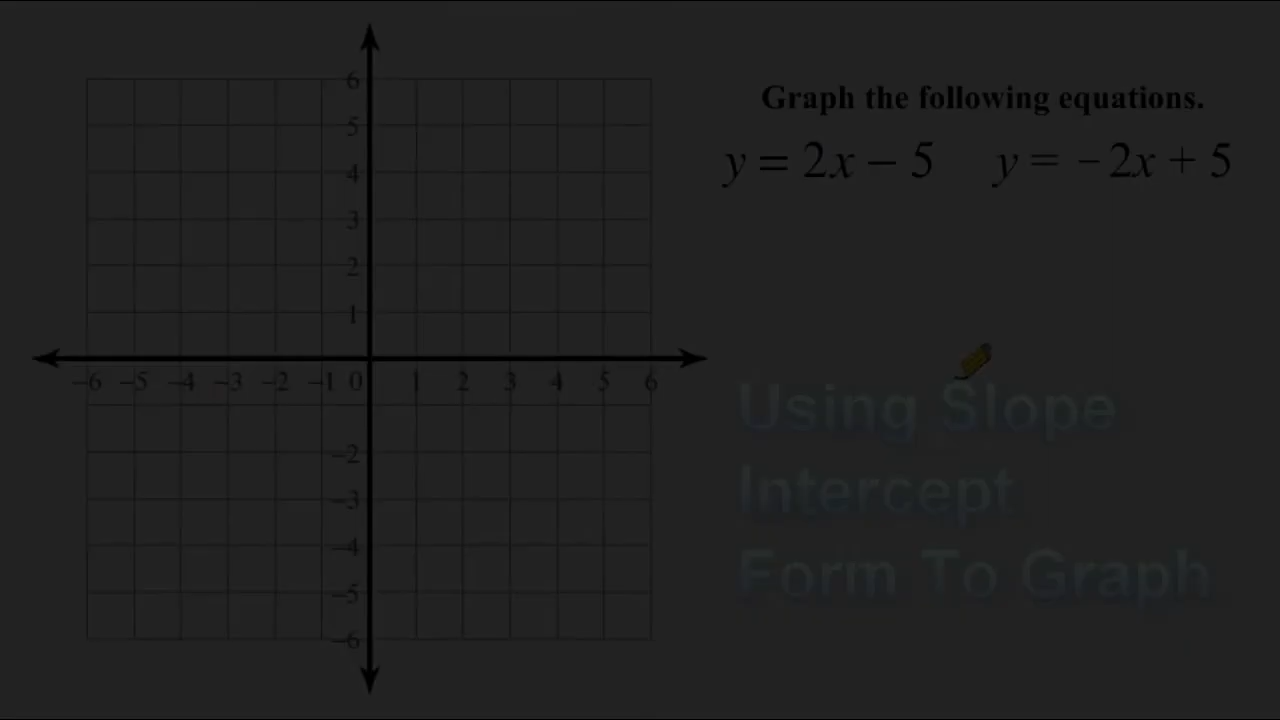 Graph the following equations.
y = 2x − 5 y = −2x + 5
6
5
4
3
2
1
−6 −5 −4 −3 −2 −1 0 1 2 3 4 5 6
−2
−3
−4
−5
−6
Using Slope
Intercept
Form To Graph